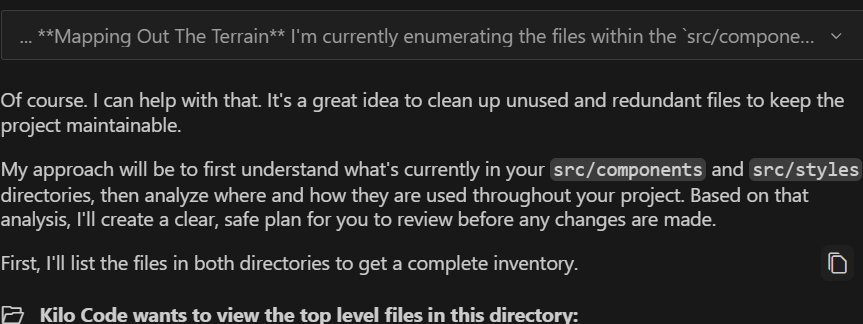 ... **Mapping Out The Terrain** I'm currently enumerating the files within the `src/compone...
Of course. I can help with that. It's a great idea to clean up unused and redundant files to keep the
project maintainable.
My approach will be to first understand what's currently in your src/components and src/styles
directories, then analyze where and how they are used throughout your project. Based on that
analysis, I'll create a clear, safe plan for you to review before any changes are made.
First, I'll list the files in both directories to get a complete inventory.
Kilo Code wants to view the top level files in this directory: